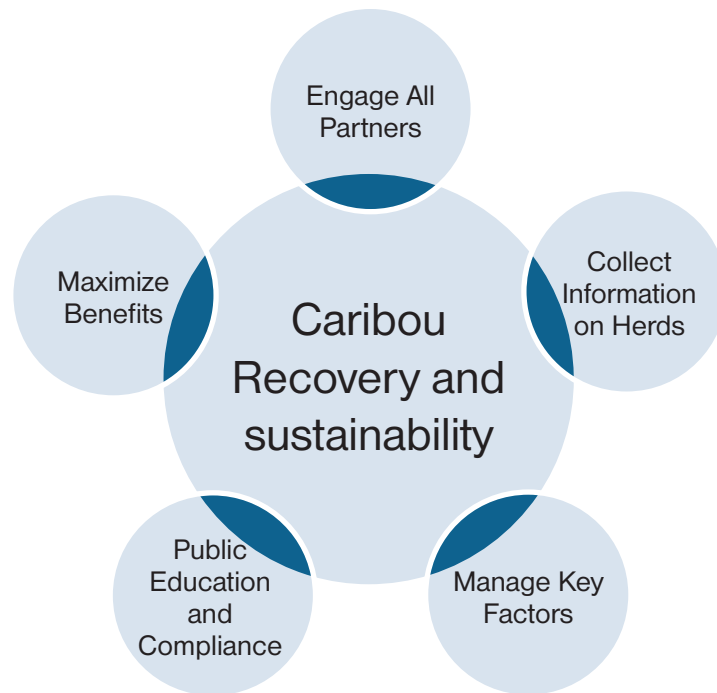 Engage All
Partners
Collect
Information
on Herds
Manage Key
Factors
Public
Education
and
Compliance
Maximize
Benefits
Caribou
Recovery and
sustainability